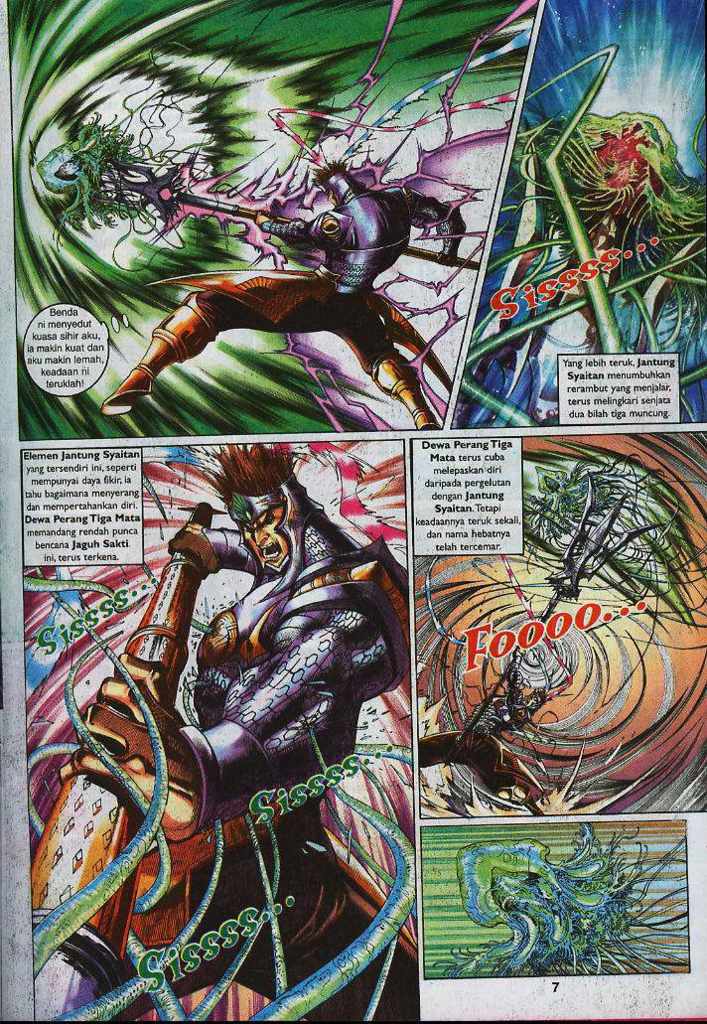 Benda
ni menyedut
kuasa sihir aku,
ia makin kuat dan
aku makin lemah,
keadaan ni
teruklah!
Sissss...
Yang lebih teruk, Jantung
Syaitan menumbuhkan
rerambut yang menjalar,
terus melingkari senjata
dua bilah tiga muncung.
Elemen Jantung Syaitan
yang tersendiri ini, seperti
mempunyai daya fikir, ia
tahu bagaimana menyerang
dan mempertahankan diri.
Dewa Perang Tiga Mata
memandang rendah punca
bencana Jaguh Sakti
ini, terus terkena.
Sissss...
Sissss...
Sissss...
Dewa Perang Tiga
Mata terus cuba
melepaskan diri
daripada pergelutan
dengan Jantung
Syaitan. Tetapi
keadaannya teruk sekali,
dan nama hebatnya
telah tercemar.
Foooo...
7